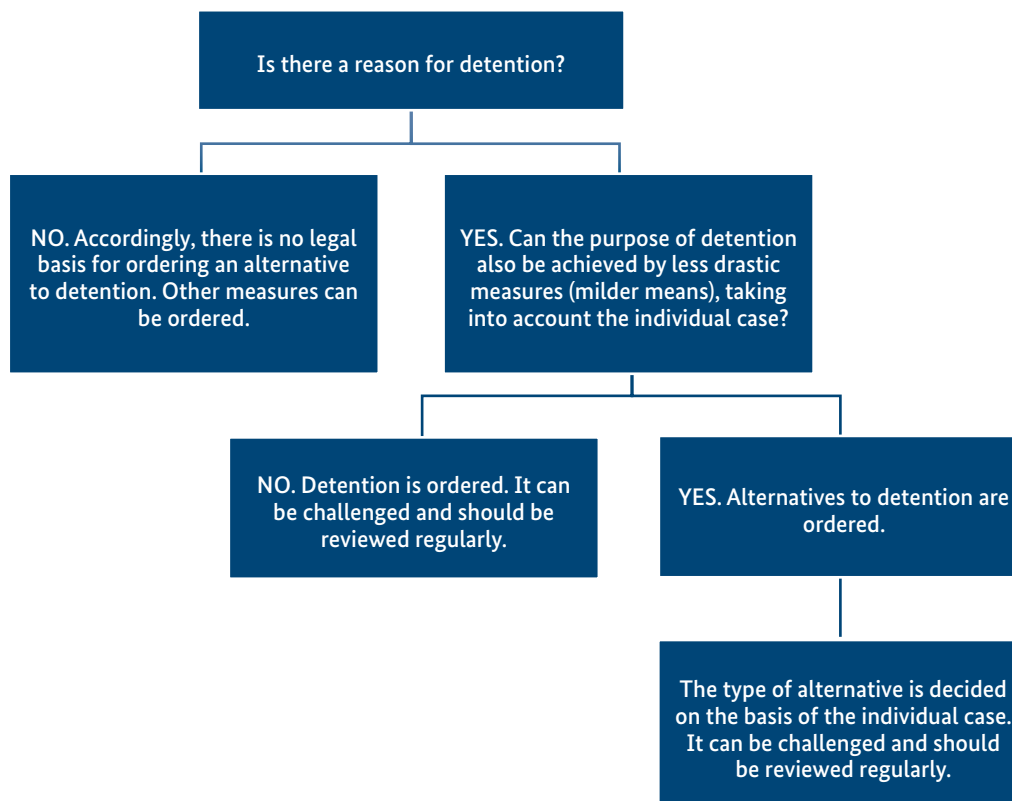 Is there a reason for detention?
NO. Accordingly, there is no legal
basis for ordering an alternative
to detention. Other measures can
be ordered.
YES. Can the purpose of detention
also be achieved by less drastic
measures (milder means), taking
into account the individual case?
NO. Detention is ordered. It can
be challenged and should be
reviewed regularly.
YES. Alternatives to detention are
ordered.
The type of alternative is decided
on the basis of the individual case.
It can be challenged and should
be reviewed regularly.